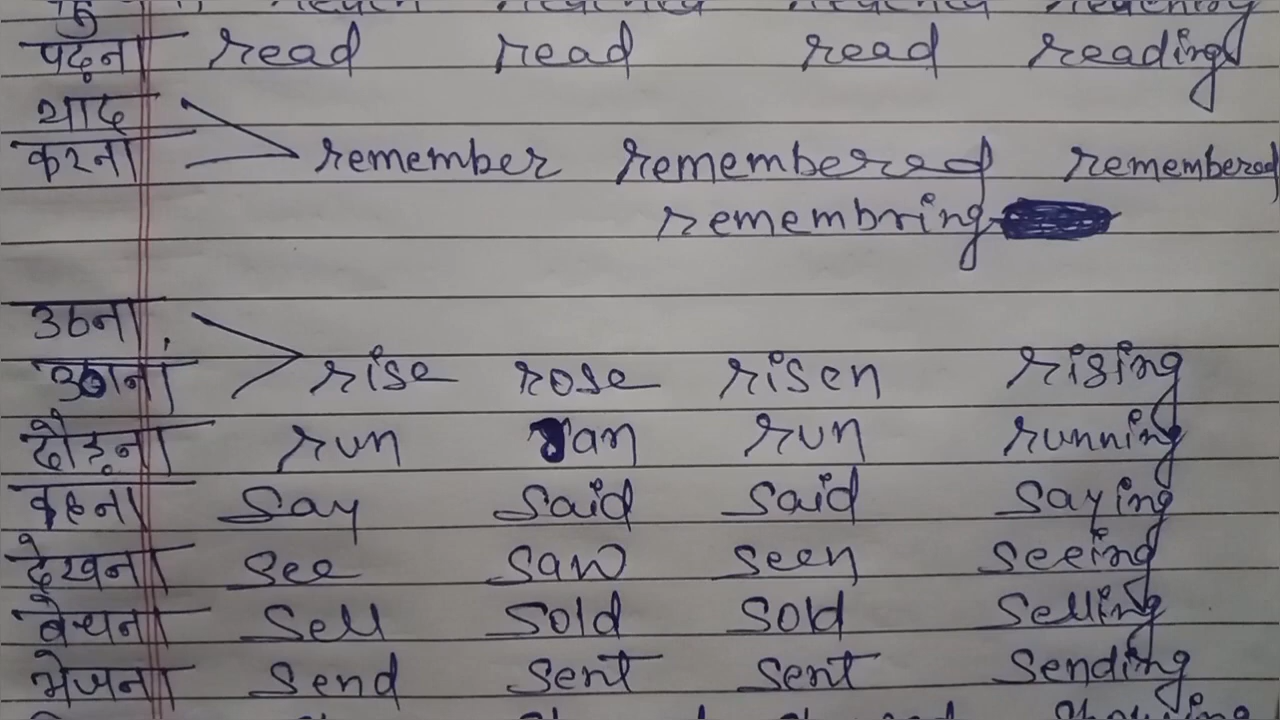 पढ़ना read read read reading
याद
करना remember remembered remembered
remembring
उठना
उठाना rise rose risen rising
दौड़ना run ran run running
कहना say said said saying
देखना see saw seen seeing
बेचना sell sold sold selling
भेजना send sent sent sending